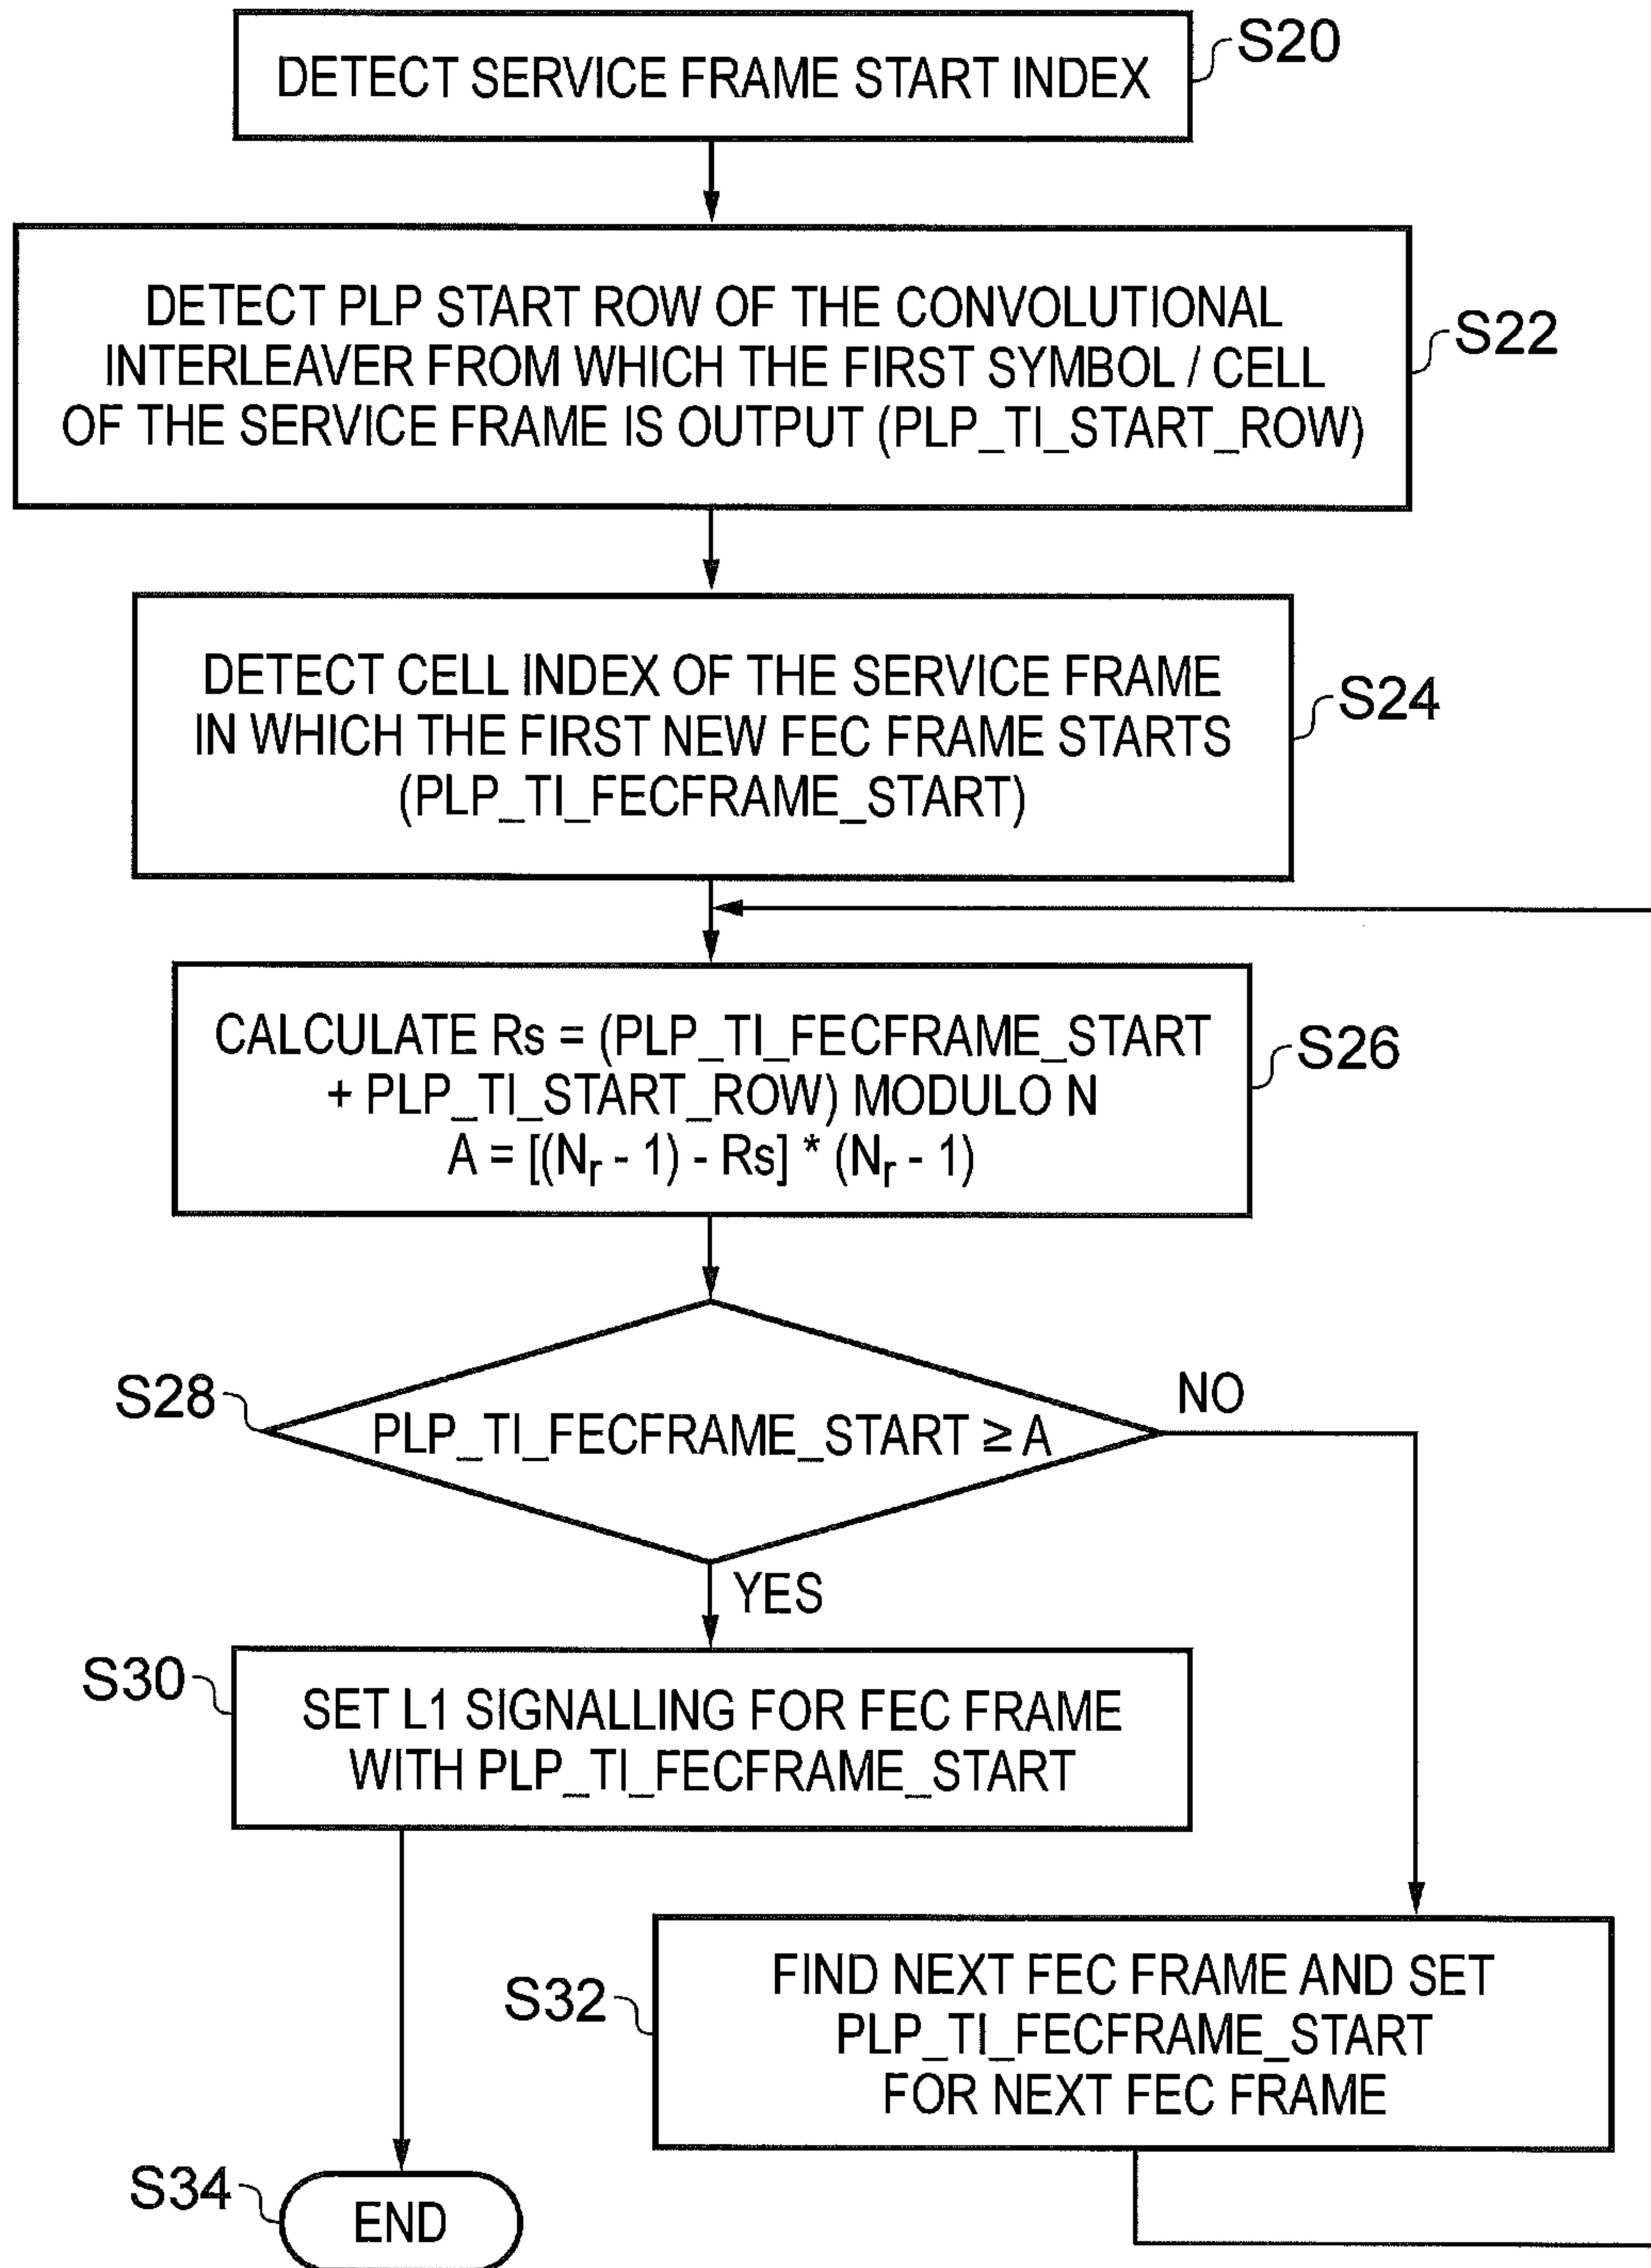 DETECT SERVICE FRAME START INDEX
S20
DETECT PLP START ROW OF THE CONVOLUTIONAL
INTERLEAVER FROM WHICH THE FIRST SYMBOL / CELL
OF THE SERVICE FRAME IS OUTPUT (PLP_TI_START_ROW)
S22
DETECT CELL INDEX OF THE SERVICE FRAME
IN WHICH THE FIRST NEW FEC FRAME STARTS
(PLP_TI_FECFRAME_START)
S24
CALCULATE Rs = (PLP_TI_FECFRAME_START
+ PLP_TI_START_ROW) MODULO N
A = [(Nr - 1) - Rs] * (Nr - 1)
S26
S28
PLP_TI_FECFRAME_START ≥ A
NO
YES
S30
SET L1 SIGNALLING FOR FEC FRAME
WITH PLP_TI_FECFRAME_START
S32
FIND NEXT FEC FRAME AND SET
PLP_TI_FECFRAME_START
FOR NEXT FEC FRAME
S34
END